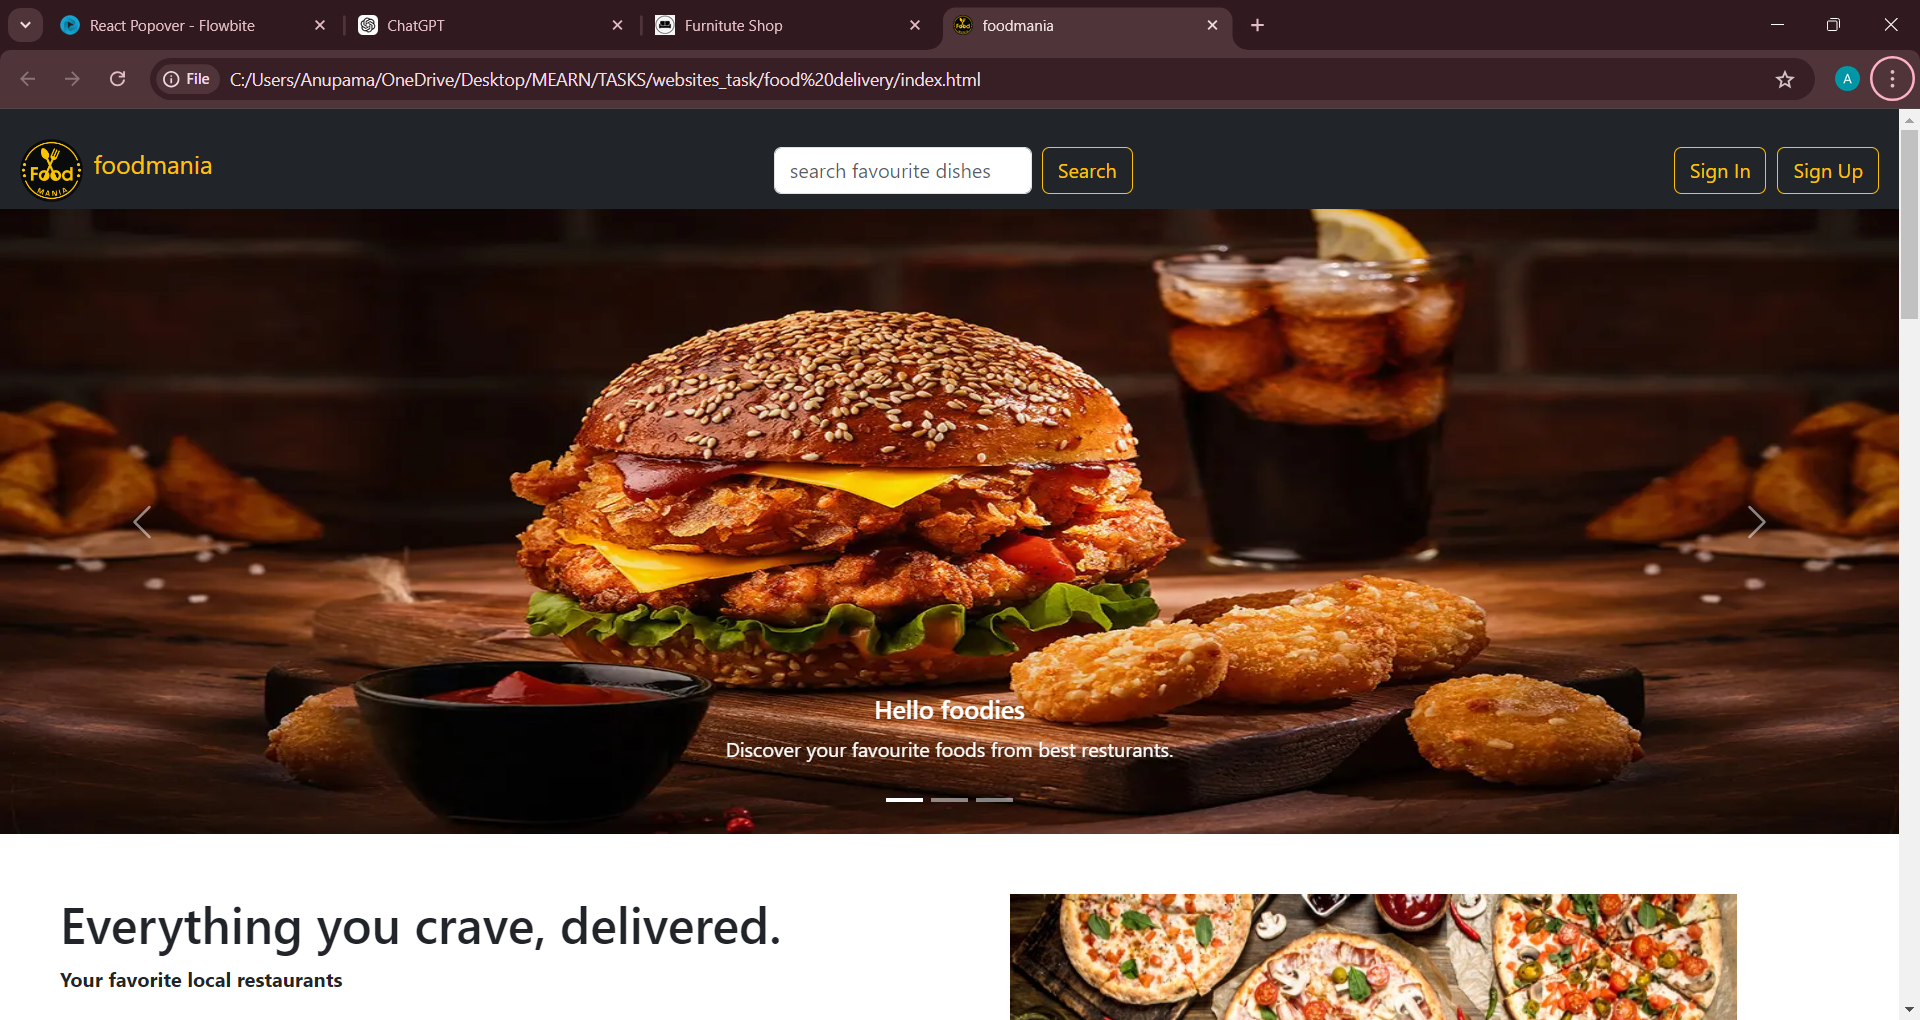 React Popover - Flowbite
ChatGPT
Furnitute Shop
foodmania
File
C:/Users/Anupama/OneDrive/Desktop/MEARN/TASKS/websites_task/food%20delivery/index.html
A
Food
MANIA
foodmania
search favourite dishes
Search
Sign In
Sign Up
Hello foodies
Discover your favourite foods from best resturants.
Everything you crave, delivered.
Your favorite local restaurants